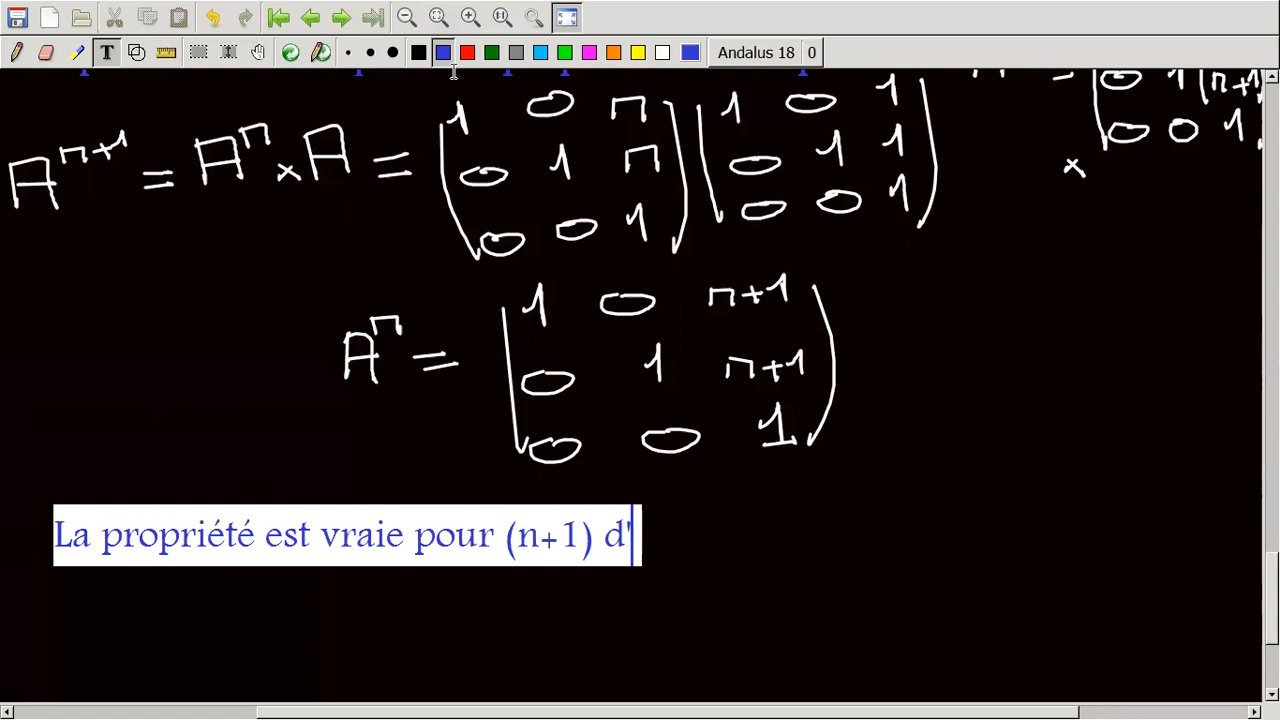 Andalus 18 0
A^{n+1} = A^n × A = (1 0 n; 0 1 n; 0 0 1) (1 0 1; 0 1 1; 0 0 1)
A^n = (1 0 n+1; 0 1 n+1; 0 0 1)
La propriété est vraie pour (n+1) d'